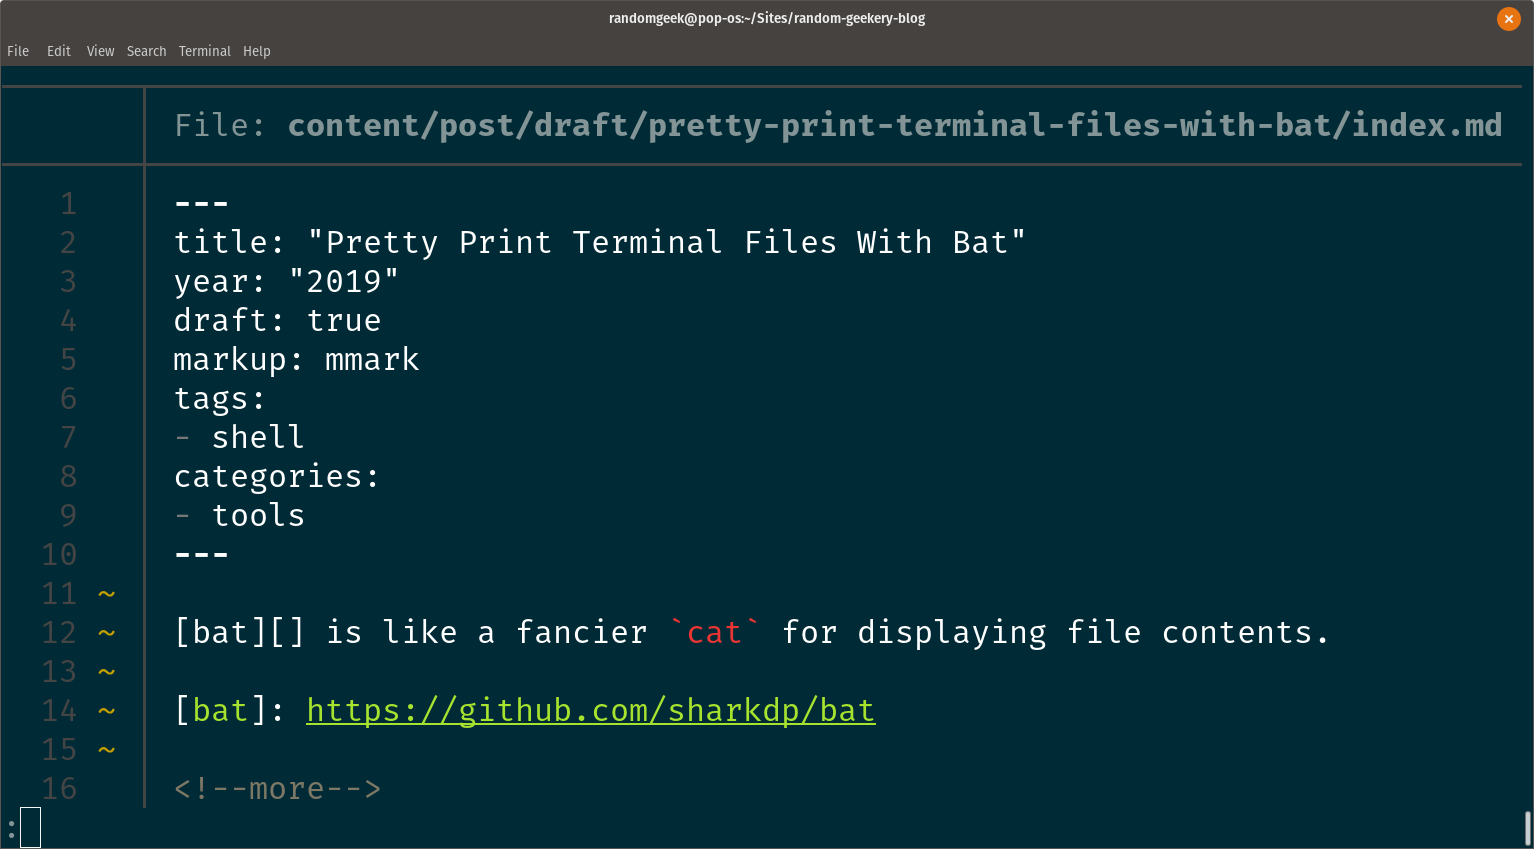 randomgeek@pop-os:~/Sites/random-geekery-blog
File Edit View Search Terminal Help
File: content/post/draft/pretty-print-terminal-files-with-bat/index.md
1 ---
2 title: "Pretty Print Terminal Files With Bat"
3 year: "2019"
4 draft: true
5 markup: mmark
6 tags:
7 - shell
8 categories:
9 - tools
10 ---
11 ~
12 ~ [bat][] is like a fancier `cat` for displaying file contents.
13 ~
14 ~ [bat]: https://github.com/sharkdp/bat
15 ~
16 <!--more-->
: